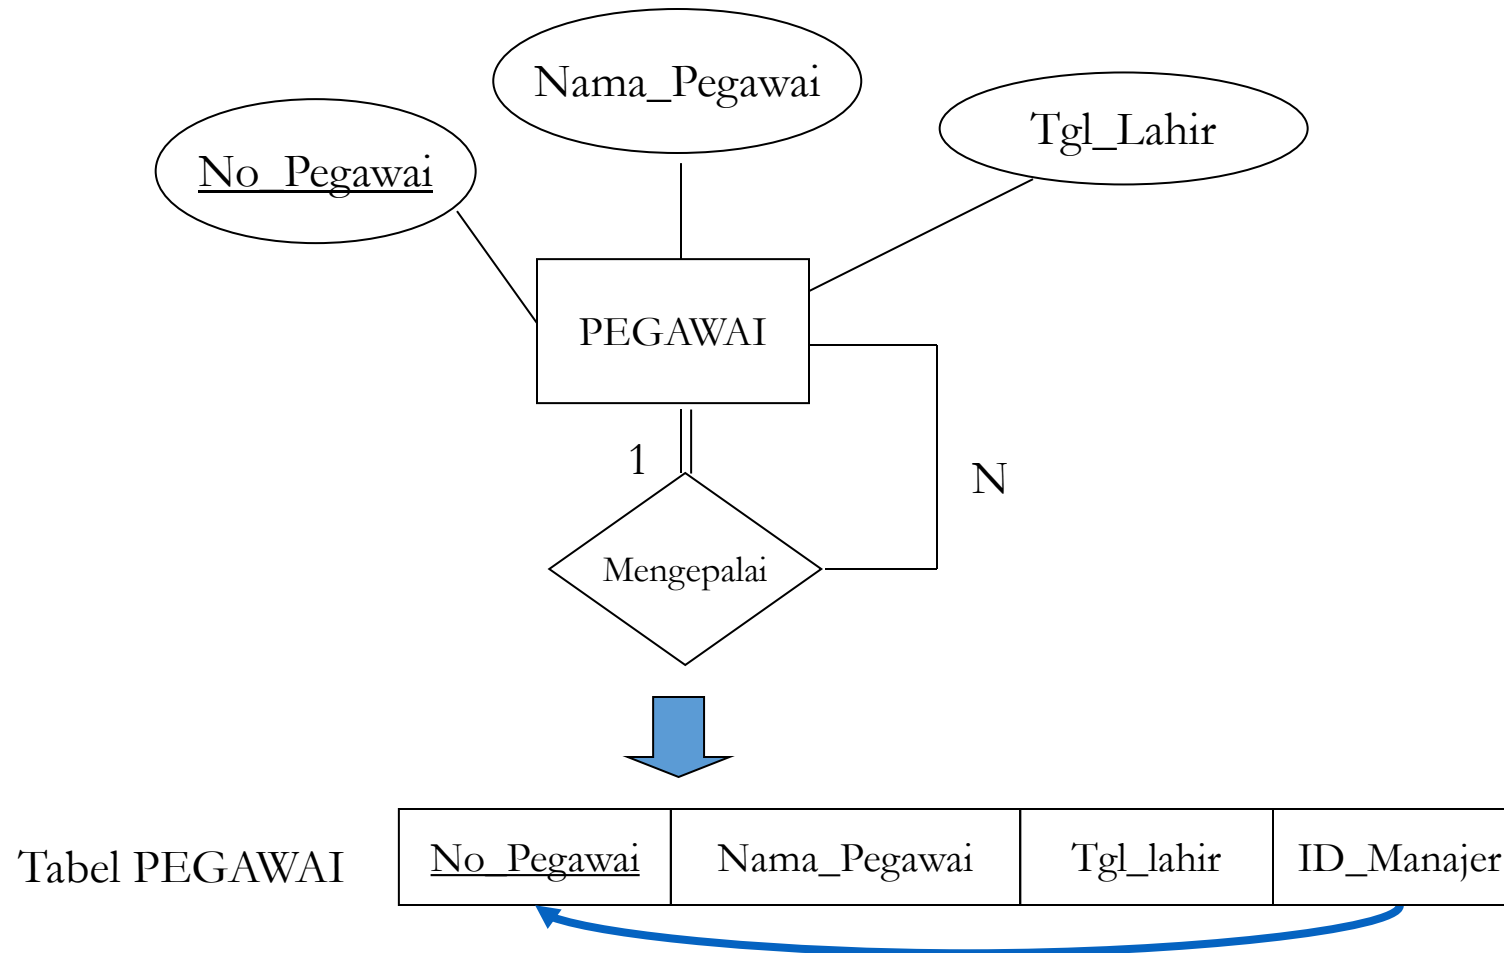 Nama_Pegawai
Tgl_Lahir
No_Pegawai
PEGAWAI
1
N
Mengepalai
Tabel PEGAWAI
No_Pegawai
Nama_Pegawai
Tgl_lahir
ID_Manajer